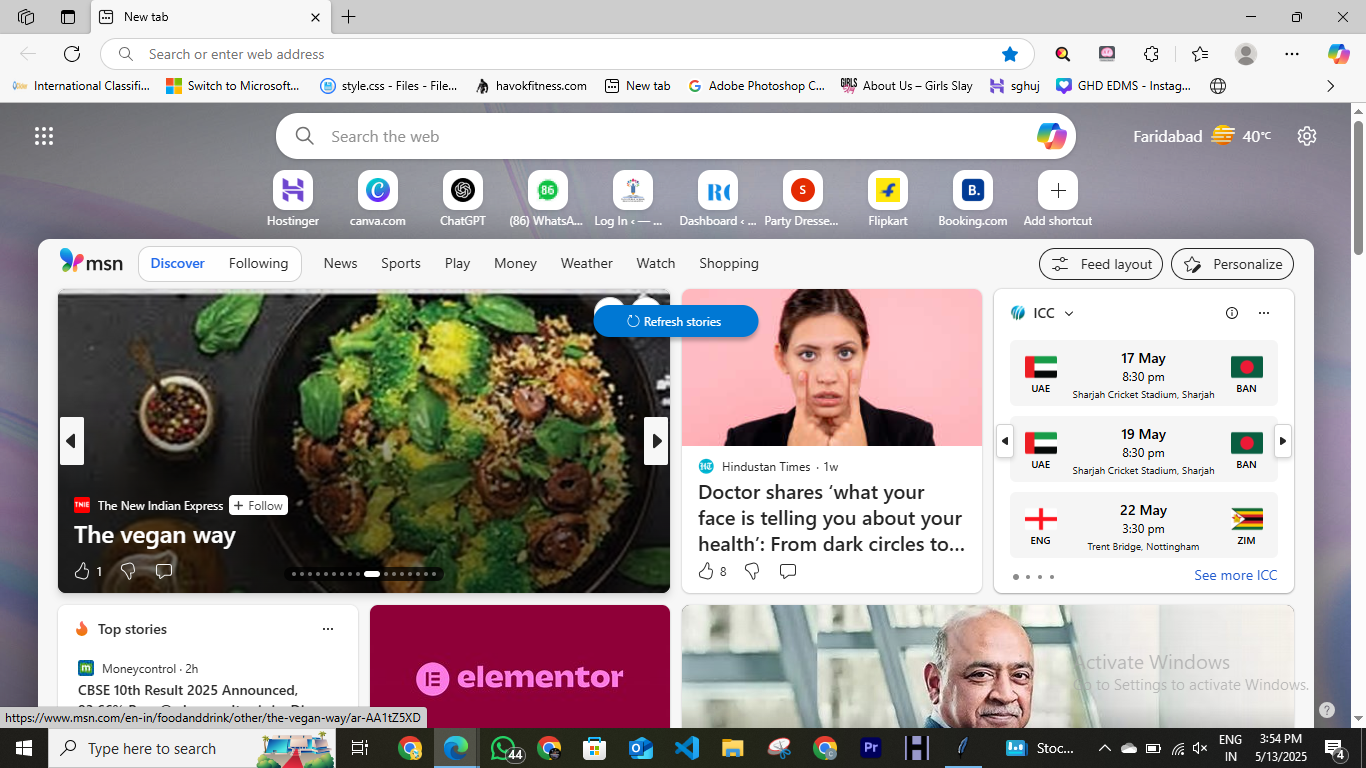 New tab
Search or enter web address
International Classifi...
Switch to Microsoft...
style.css - Files - File...
havokfitness.com
New tab
Adobe Photoshop C...
GIRLS
SLAY
About Us – Girls Slay
sghuj
GHD EDMS - Instag...
Search the web
Faridabad
40
°C
Hostinger
canva.com
ChatGPT
86
(86) WhatsA...
Log In ‹ — ...
Dashboard ‹ ...
S
Party Dresse...
Flipkart
B.
Booking.com
Add shortcut
msn
Discover
Following
News
Sports
Play
Money
Weather
Watch
Shopping
Feed layout
Personalize
Refresh stories
TNIE
The New Indian Express
Follow
The vegan way
1
HT
Hindustan Times · 1w
Doctor shares ‘what your
face is telling you about your
health’: From dark circles to...
8
ICC
17 May
8:30 pm
Sharjah Cricket Stadium, Sharjah
UAE
BAN
19 May
8:30 pm
Sharjah Cricket Stadium, Sharjah
UAE
BAN
22 May
3:30 pm
Trent Bridge, Nottingham
ENG
ZIM
See more ICC
Top stories
m
Moneycontrol · 2h
CBSE 10th Result 2025 Announced,
elementor
Activate Windows
Go to Settings to activate Windows.
https://www.msn.com/en-in/foodanddrink/other/the-vegan-way/ar-AA1tZ5XD
Type here to search
44
Pr
Stoc...
ENG
IN
3:54 PM
5/13/2025
4